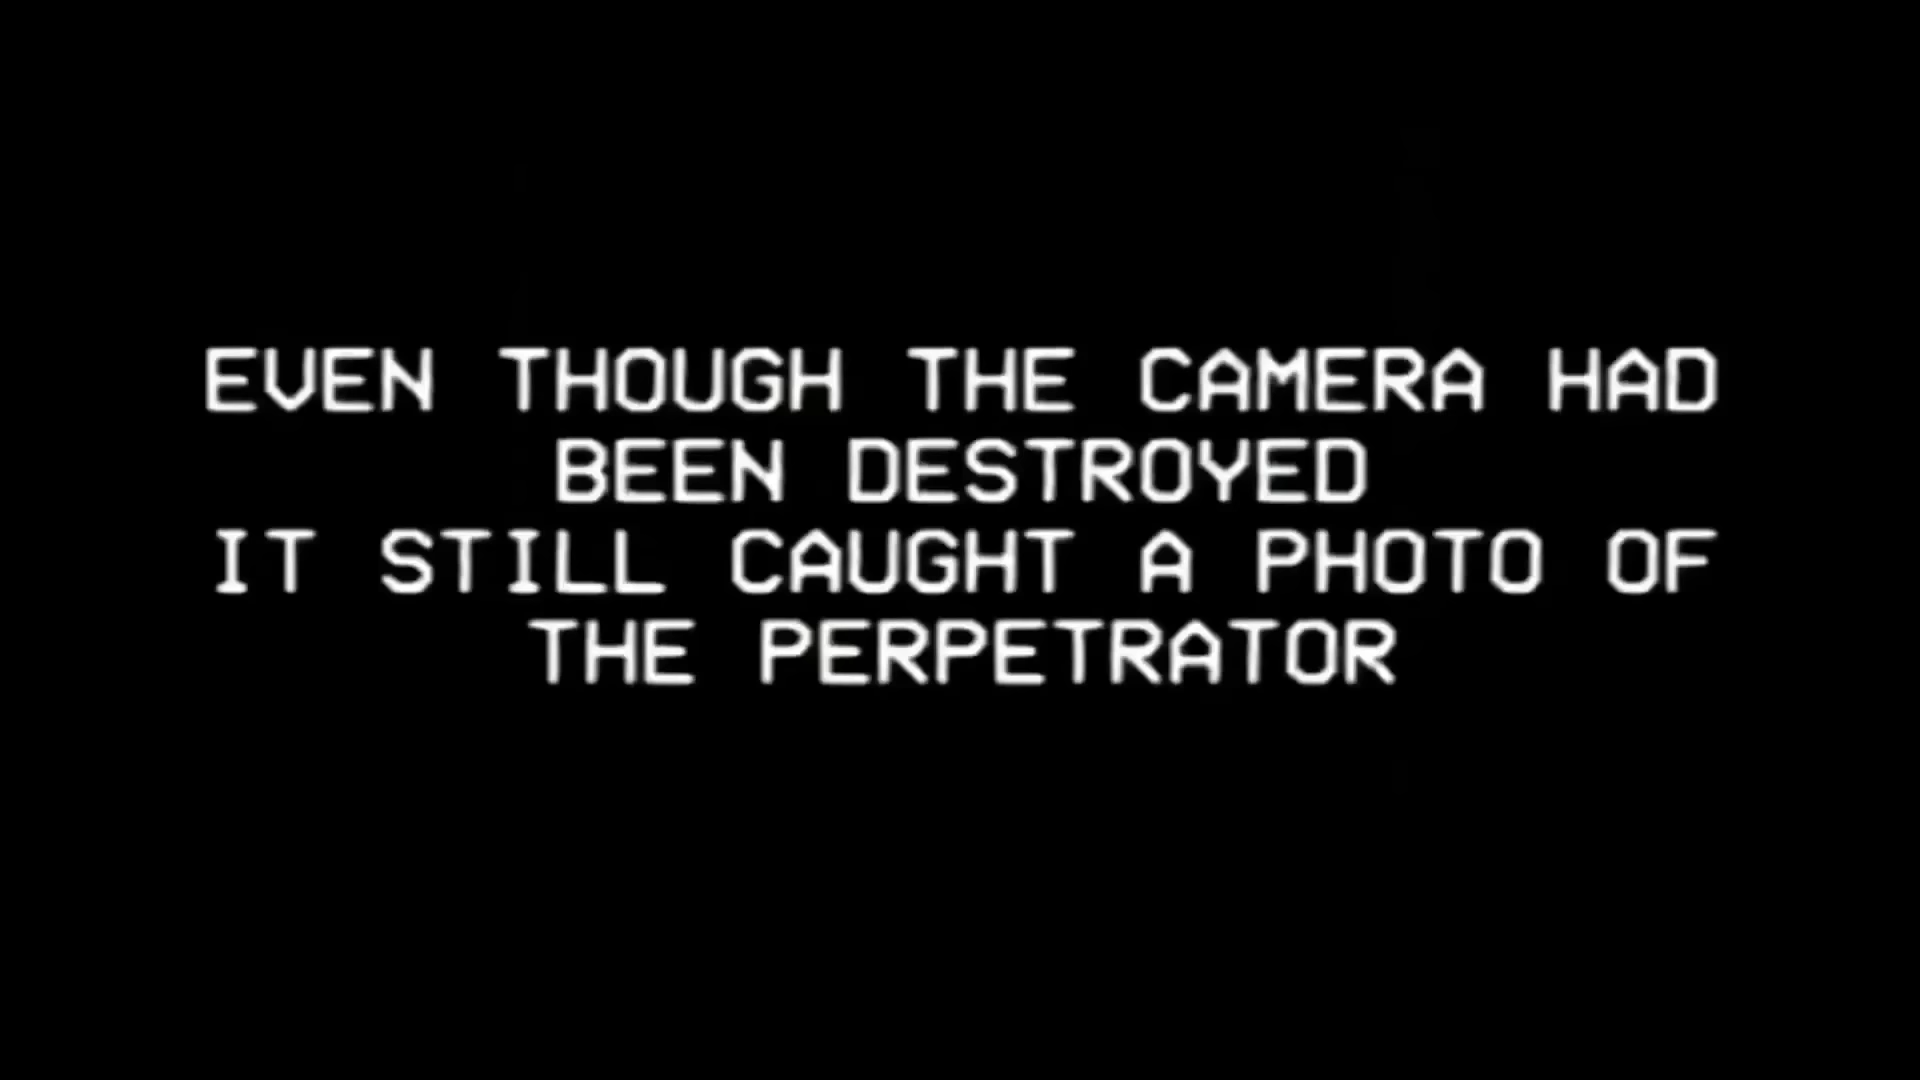 EVEN THOUGH THE CAMERA HAD
BEEN DESTROYED
IT STILL CAUGHT A PHOTO OF
THE PERPETRATOR